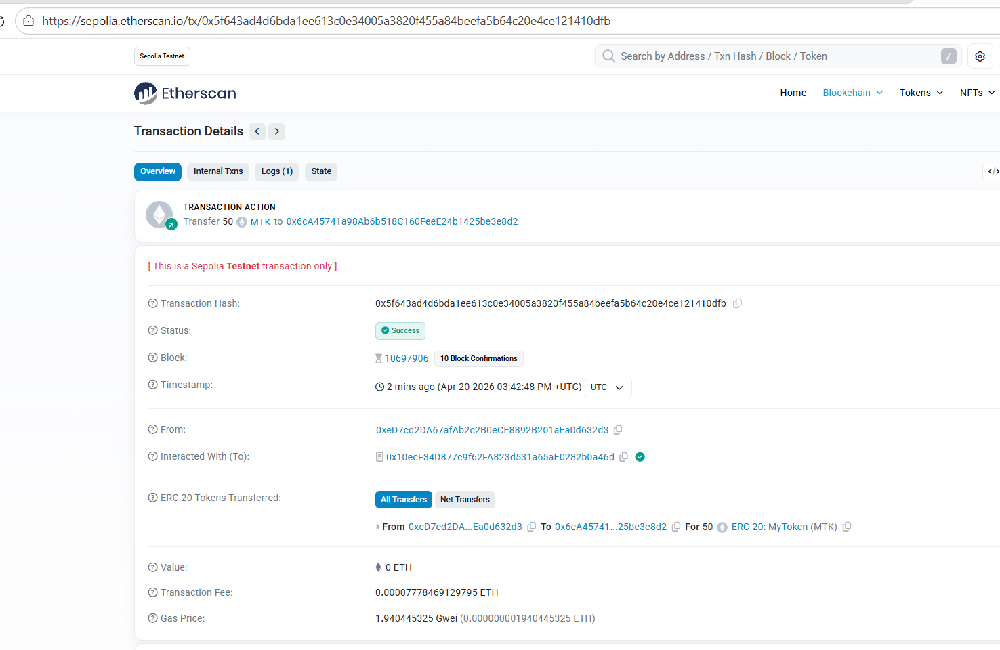 https://sepolia.etherscan.io/tx/0x5f643ad4d6bda1ee613c0e34005a3820f455a84beefa5b64c20e4ce121410dfb
Sepolia Testnet
Search by Address / Txn Hash / Block / Token /
Etherscan
Home Blockchain Tokens NFTs
Transaction Details
Overview Internal Txns Logs (1) State
TRANSACTION ACTION
Transfer 50 MTK to 0x6cA45741a98Ab6b518C160FeeE24b1425be3e8d2
[ This is a Sepolia Testnet transaction only ]
Transaction Hash: 0x5f643ad4d6bda1ee613c0e34005a3820f455a84beefa5b64c20e4ce121410dfb
Status: Success
Block: 10697906 10 Block Confirmations
Timestamp: 2 mins ago (Apr-20-2026 03:42:48 PM +UTC) UTC
From: 0xeD7cd2DA67afAb2c2B0eCE8892B201aEa0d632d3
Interacted With (To): 0x10ecF34D877c9f62FA823d531a65aE0282b0a46d
ERC-20 Tokens Transferred: All Transfers Net Transfers
From 0xeD7cd2DA...Ea0d632d3 To 0x6cA45741...25be3e8d2 For 50 ERC-20: MyToken (MTK)
Value: 0 ETH
Transaction Fee: 0.00007778469129795 ETH
Gas Price: 1.940445325 Gwei (0.000000001940445325 ETH)